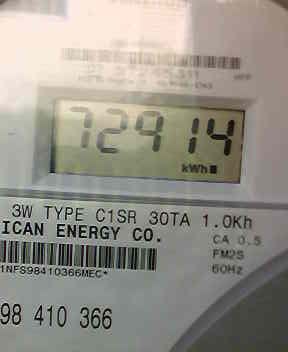 72914
kWh
3W TYPE C1SR 30TA 1.0Kh
ICAN ENERGY CO.
CA 0.5
FM2S
60Hz
1NFS98410366MEC*
98 410 366